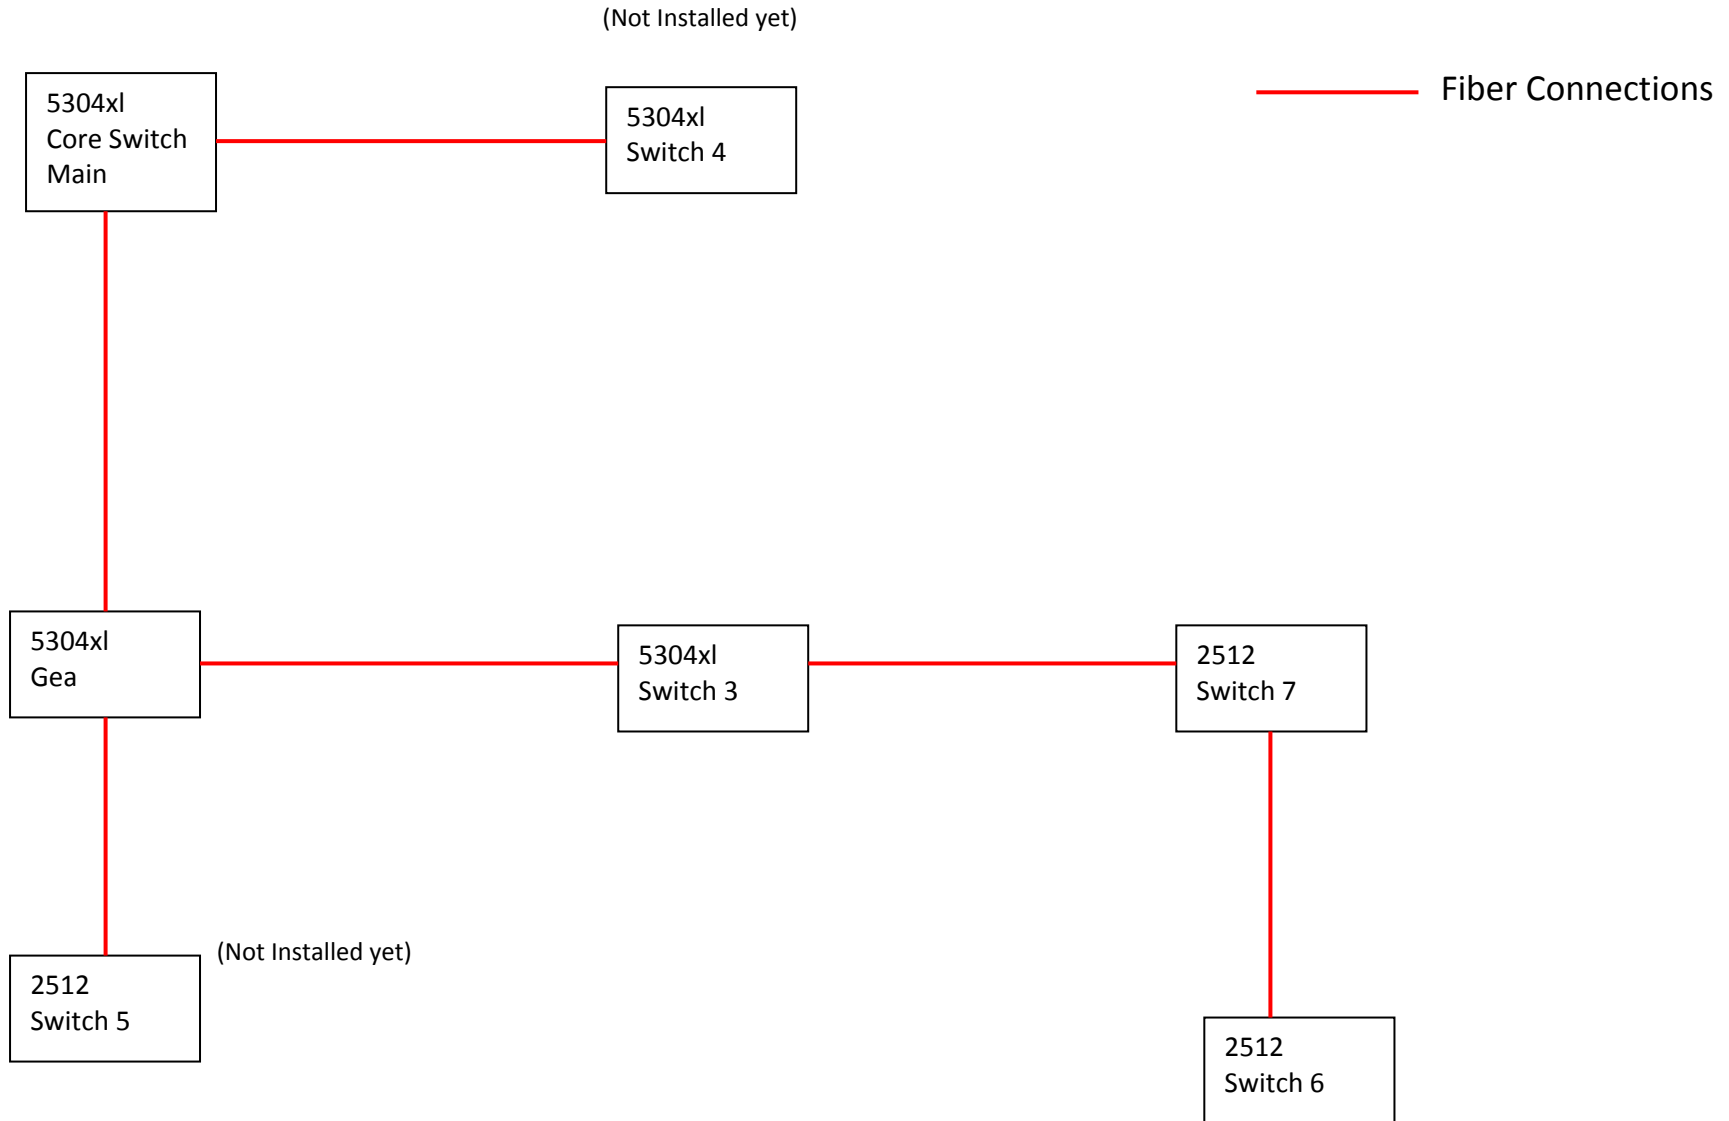 (Not Installed yet)
Fiber Connections
5304xl
Core Switch
Main
5304xl
Switch 4
5304xl
Gea
5304xl
Switch 3
2512
Switch 7
(Not Installed yet)
2512
Switch 5
2512
Switch 6